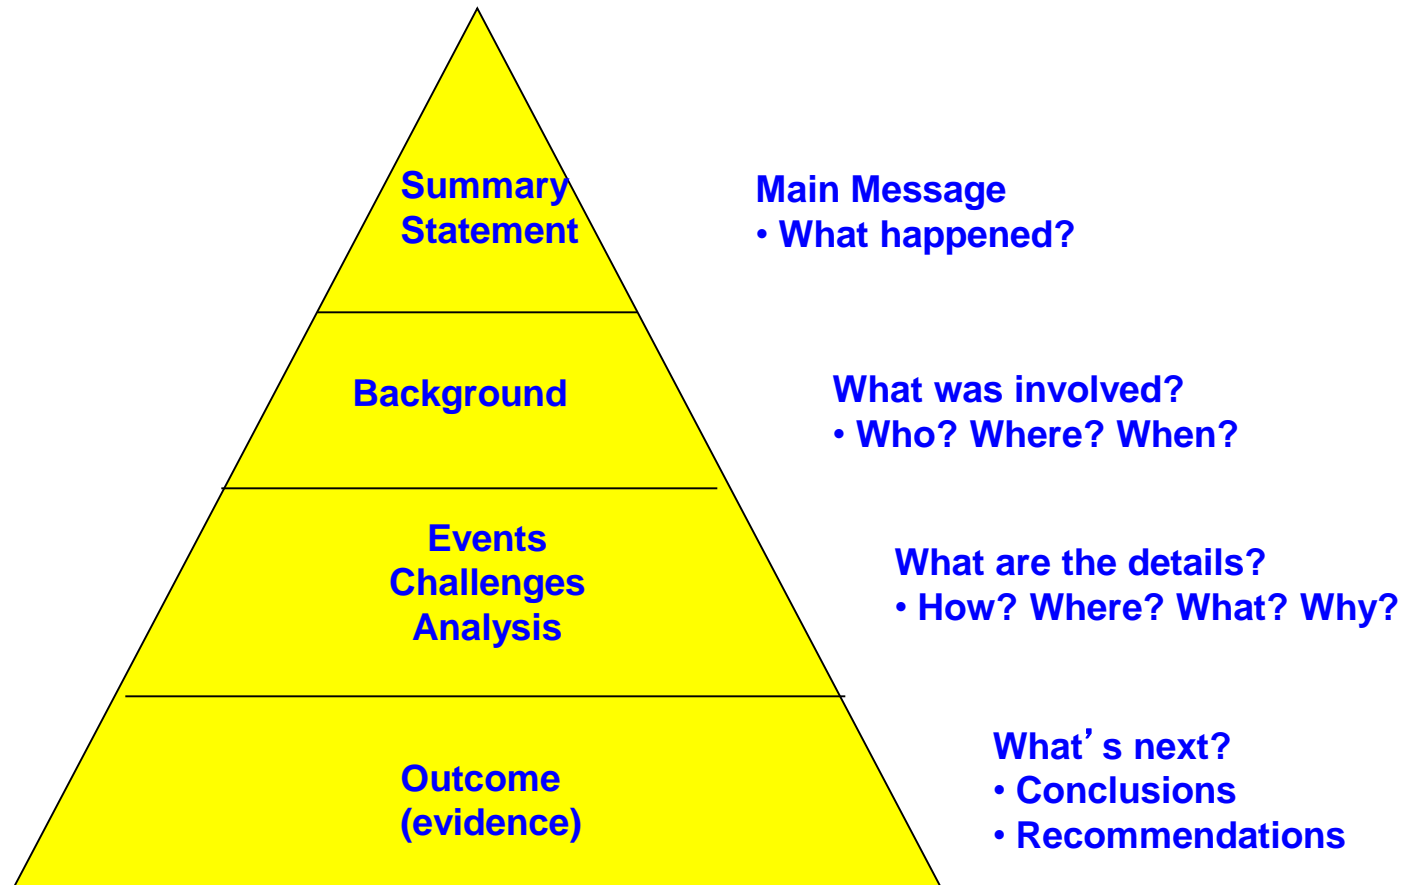 Summary
Statement
Main Message
• What happened?
Background
What was involved?
• Who? Where? When?
Events
Challenges
Analysis
What are the details?
• How? Where? What? Why?
Outcome
(evidence)
What’s next?
• Conclusions
• Recommendations